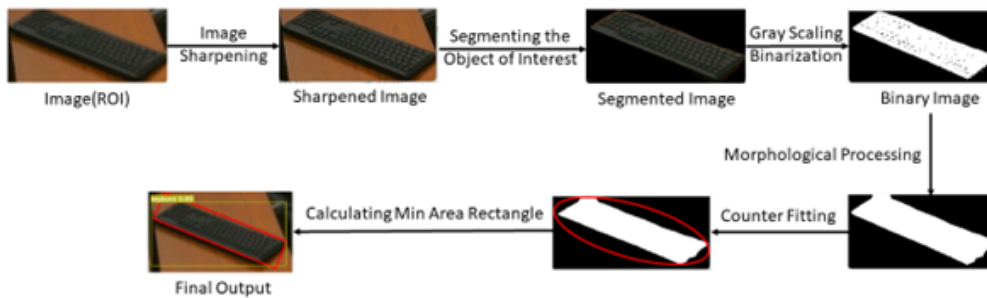 Image
Sharpening
Segmenting the
Object of Interest
Gray Scaling
Binarization
Image(ROI)
Sharpened Image
Segmented Image
Binary Image
Morphological Processing
Calculating Min Area Rectangle
Counter Fitting
Final Output